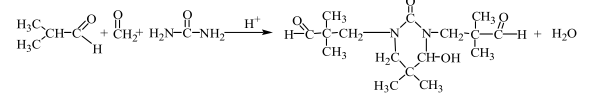 H₃C
H₃C
CH-C
O
H
+
O
CH₂
+
O
H₂N-C-NH₂
H⁺
H-C-C-CH₂
O
CH₃
CH₃
O
C
N
N-CH₂-C-C-H
CH₃
O
CH₃
H₂C
CH-OH
C
H₃C
CH₃
+ H₂O